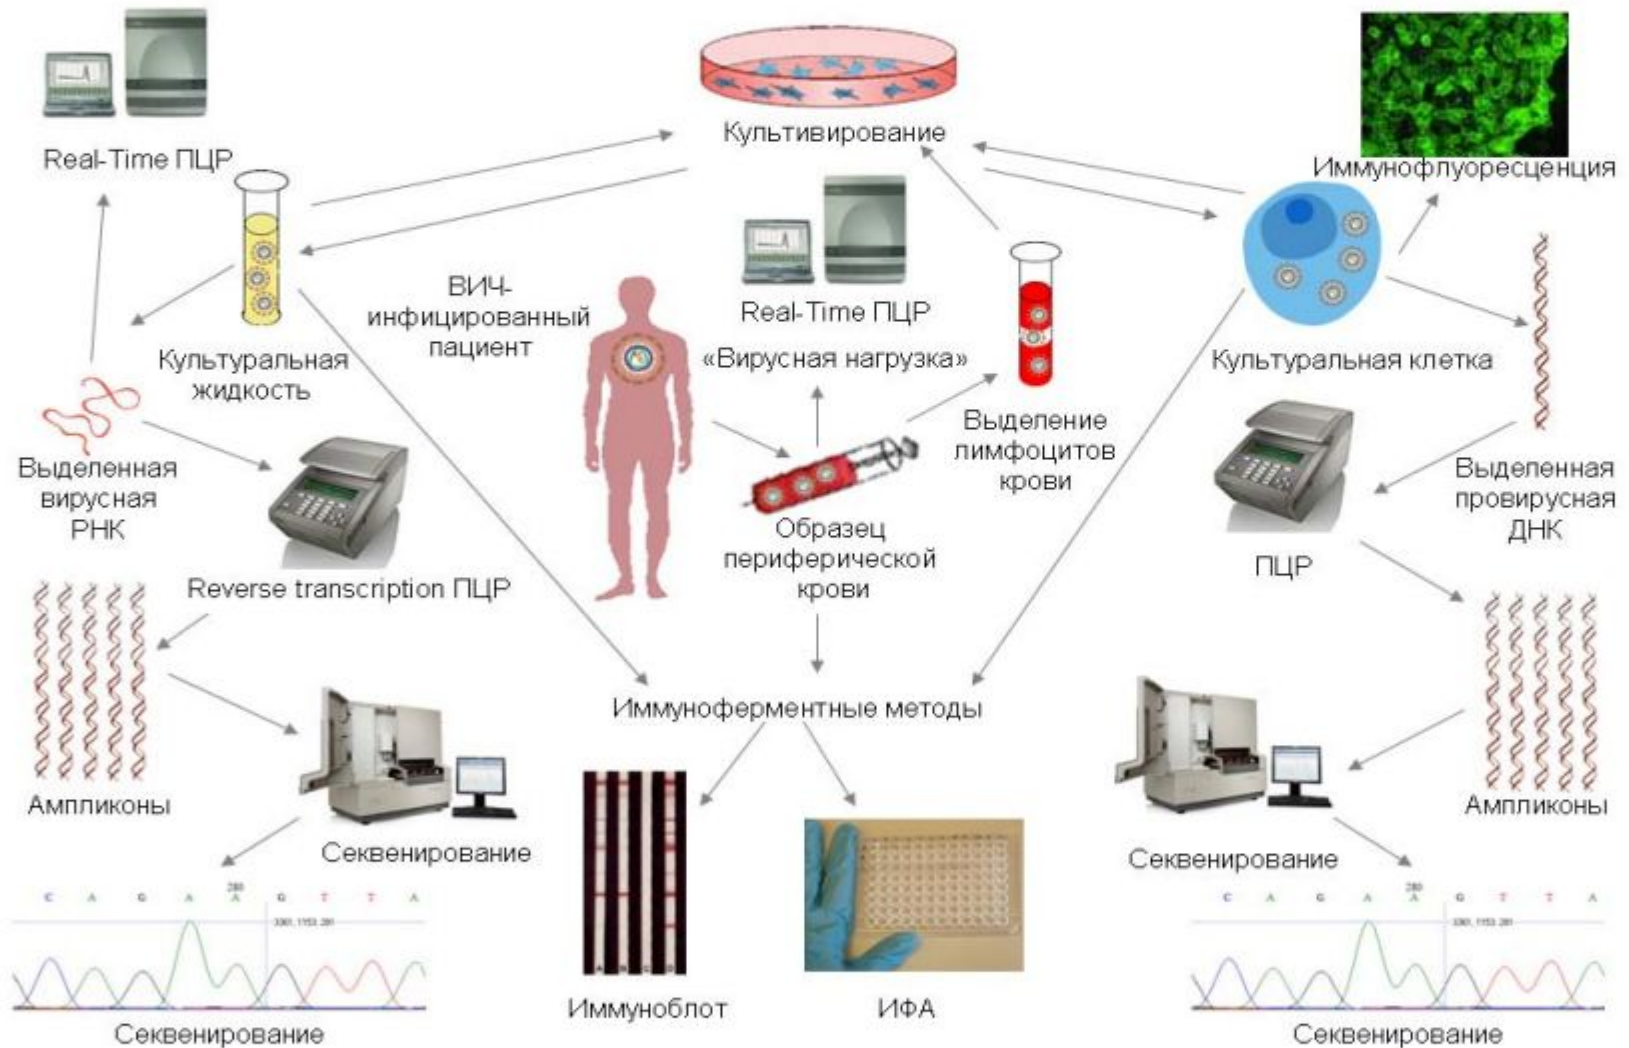 Real-Time ПЦР
Культивирование
Иммунофлуоресценция
ВИЧ-
инфицированный
пациент
Real-Time ПЦР
«Вирусная нагрузка»
Культуральная
жидкость
Культуральная клетка
Выделение
лимфоцитов
крови
Выделенная
вирусная
РНК
Выделенная
провирусная
ДНК
Образец
периферической
крови
ПЦР
Reverse transcription ПЦР
Иммуноферментные методы
Ампликоны
Ампликоны
Секвенирование
Секвенирование
280
C A G A A G T T A
280
C A G A A G T T A
A B C D
Иммуноблот
ИФА
Секвенирование
Секвенирование